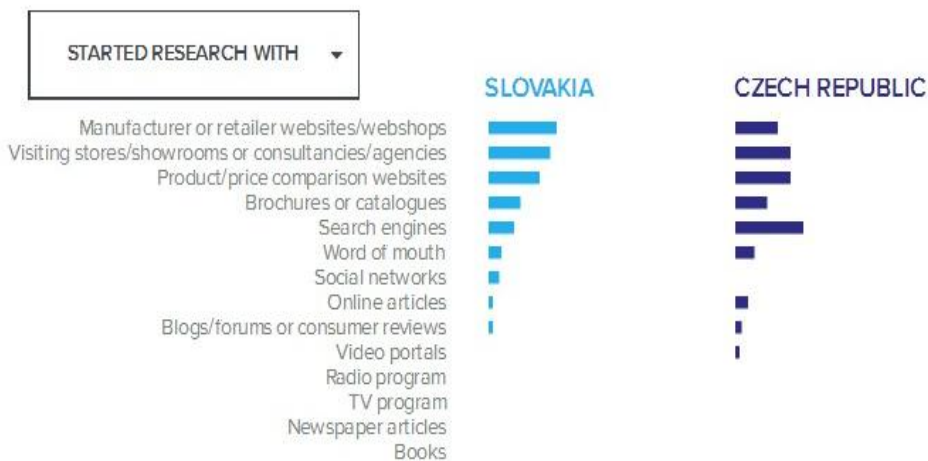 STARTED RESEARCH WITH
SLOVAKIA
CZECH REPUBLIC
Manufacturer or retailer websites/webshops
Visiting stores/showrooms or consultancies/agencies
Product/price comparison websites
Brochures or catalogues
Search engines
Word of mouth
Social networks
Online articles
Blogs/forums or consumer reviews
Video portals
Radio program
TV program
Newspaper articles
Books